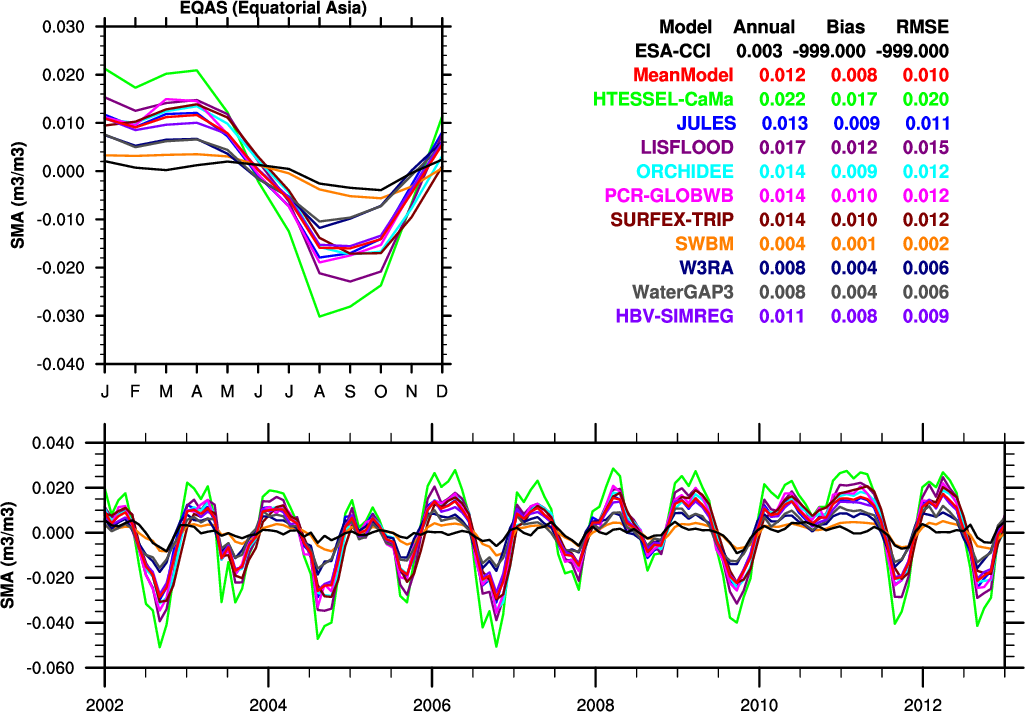 EQAS (Equatorial Asia)
0.030
0.020
0.010
0.000
-0.010
-0.020
-0.030
-0.040
SMA (m3/m3)
J F M A M J J A S O N D
Model Annual Bias RMSE
ESA-CCI 0.003 -999.000 -999.000
MeanModel 0.012 0.008 0.010
HTESSEL-CaMa 0.022 0.017 0.020
JULES 0.013 0.009 0.011
LISFLOOD 0.017 0.012 0.015
ORCHIDEE 0.014 0.009 0.012
PCR-GLOBWB 0.014 0.010 0.012
SURFEX-TRIP 0.014 0.010 0.012
SWBM 0.004 0.001 0.002
W3RA 0.008 0.004 0.006
WaterGAP3 0.008 0.004 0.006
HBV-SIMREG 0.011 0.008 0.009
0.040
0.020
0.000
-0.020
-0.040
-0.060
SMA (m3/m3)
2002 2004 2006 2008 2010 2012